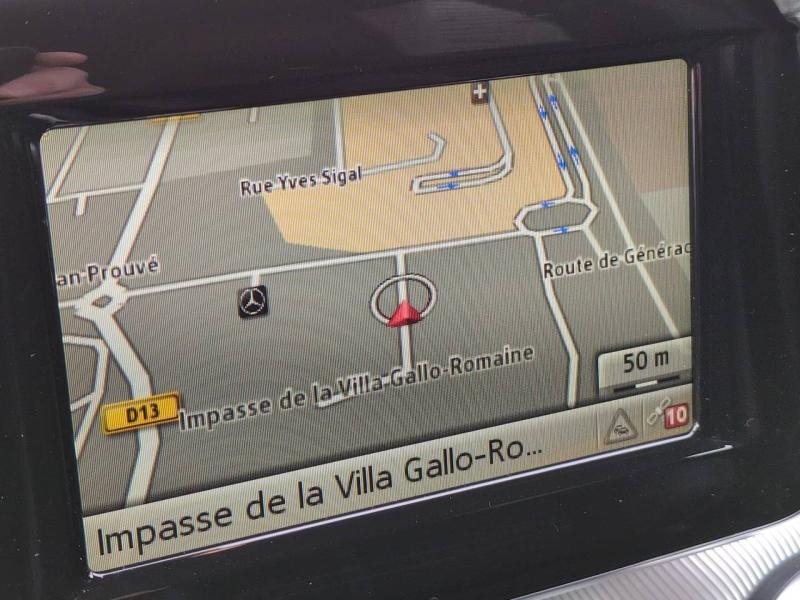 Rue Yves Sigal
an-Prouvé
Route de Générac
50 m
Impasse de la Villa Gallo-Romaine
D13
10
Impasse de la Villa Gallo-Ro...